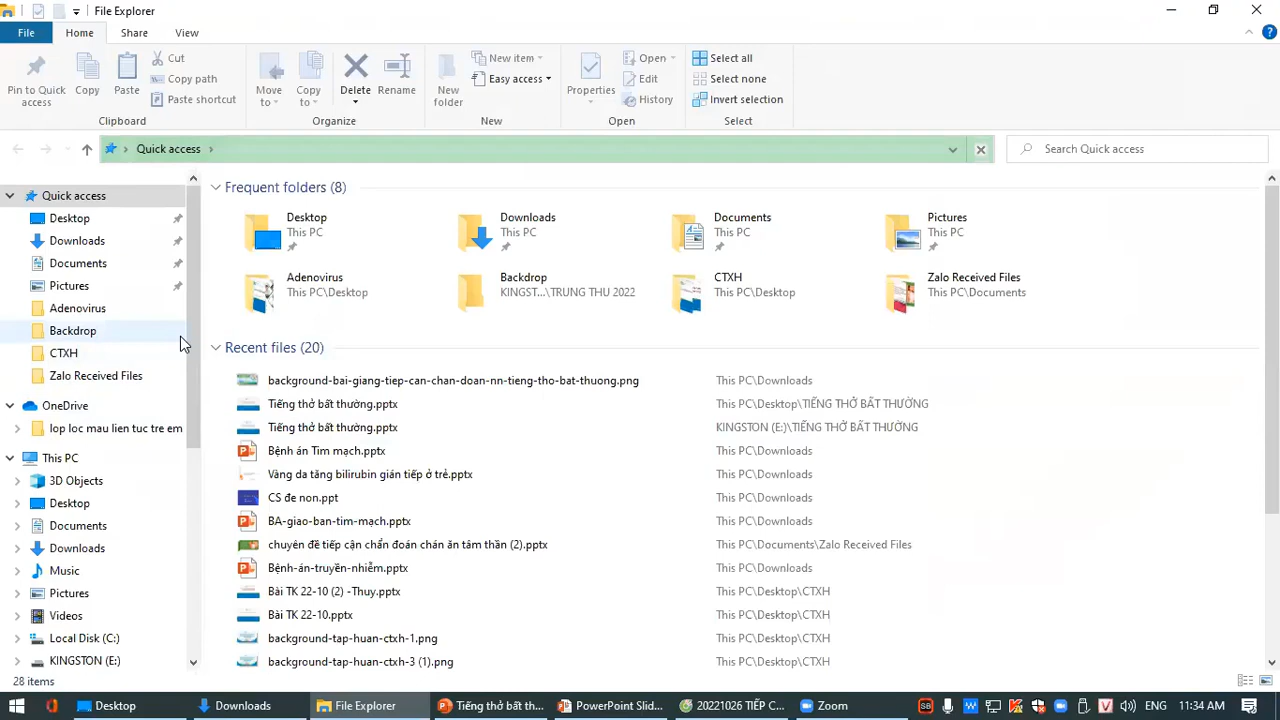 File Explorer
File Home Share View
Pin to Quick access
Copy
Paste
Cut
Copy path
Paste shortcut
Clipboard
Move to
Copy to
Delete
Rename
Organize
New folder
New item
Easy access
New
Properties
Open
Edit
History
Open
Select all
Select none
Invert selection
Select
Quick access
Search Quick access
Quick access
Desktop
Downloads
Documents
Pictures
Adenovirus
Backdrop
CTXH
Zalo Received Files
OneDrive
lop loc mau lien tuc tre em
This PC
3D Objects
Desktop
Documents
Downloads
Music
Pictures
Videos
Local Disk (C:)
KINGSTON (E:)
Frequent folders (8)
Desktop
This PC
Downloads
This PC
Documents
This PC
Pictures
This PC
Adenovirus
This PC\Desktop
Backdrop
KINGST...\TRUNG THU 2022
CTXH
This PC\Desktop
Zalo Received Files
This PC\Documents
Recent files (20)
background-bai-giang-tiep-can-chan-doan-nn-tieng-tho-bat-thuong.png This PC\Downloads
Tiếng thở bất thường.pptx This PC\Desktop\TIẾNG THỞ BẤT THƯỜNG
Tiếng thở bất thường.pptx KINGSTON (E:)\TIẾNG THỞ BẤT THƯỜNG
Bệnh án Tim mạch.pptx This PC\Downloads
Vàng da tăng bilirubin gián tiếp ở trẻ.pptx This PC\Downloads
CS đe non.ppt This PC\Downloads
BA-giao-ban-tim-mạch.pptx This PC\Downloads
chuyên đề tiếp cận chẩn đoán chán ăn tâm thần (2).pptx This PC\Documents\Zalo Received Files
Bệnh-án-truyền-nhiễm.pptx This PC\Downloads
Bài TK 22-10 (2) -Thuy.pptx This PC\Desktop\CTXH
Bài TK 22-10.pptx This PC\Desktop\CTXH
background-tap-huan-ctxh-1.png This PC\Desktop\CTXH
background-tap-huan-ctxh-3 (1).png This PC\Desktop\CTXH
28 items
Desktop Downloads File Explorer Tiếng thở bất th... PowerPoint Slid... 20221026 TIẾP C... Zoom ENG 11:34 AM